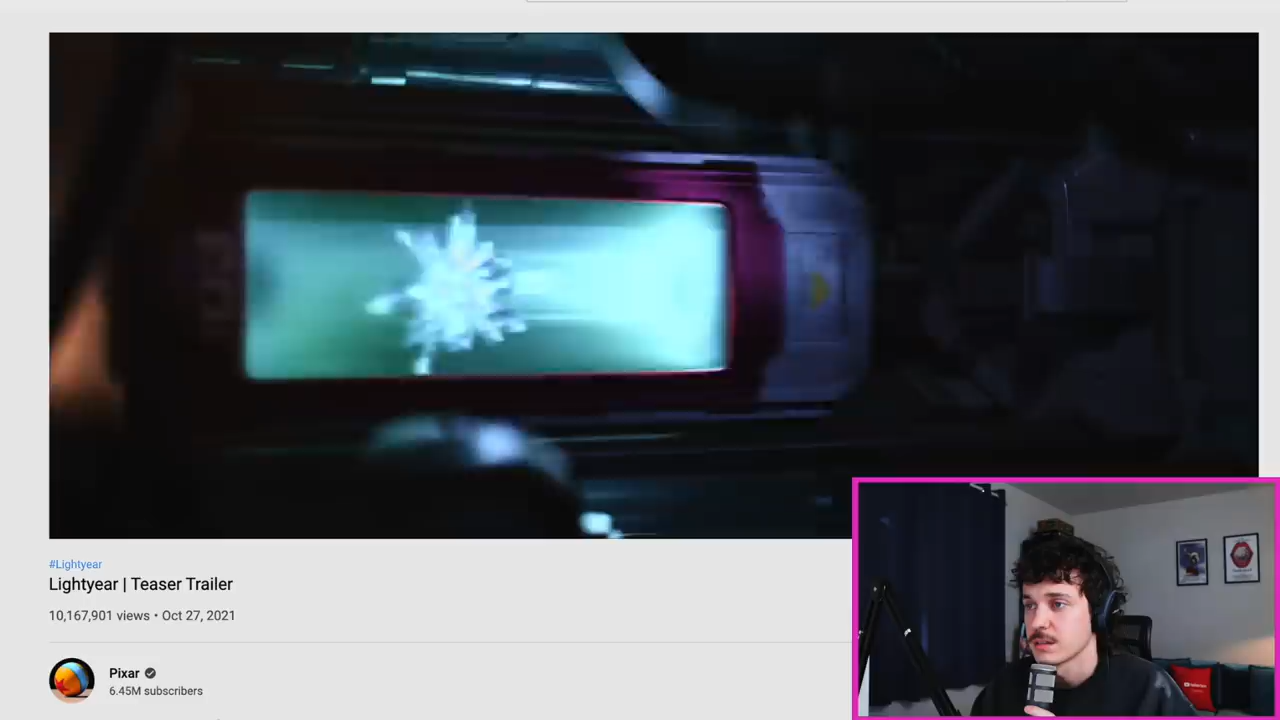 #Lightyear
Lightyear | Teaser Trailer
10,167,901 views • Oct 27, 2021
Pixar
6.45M subscribers